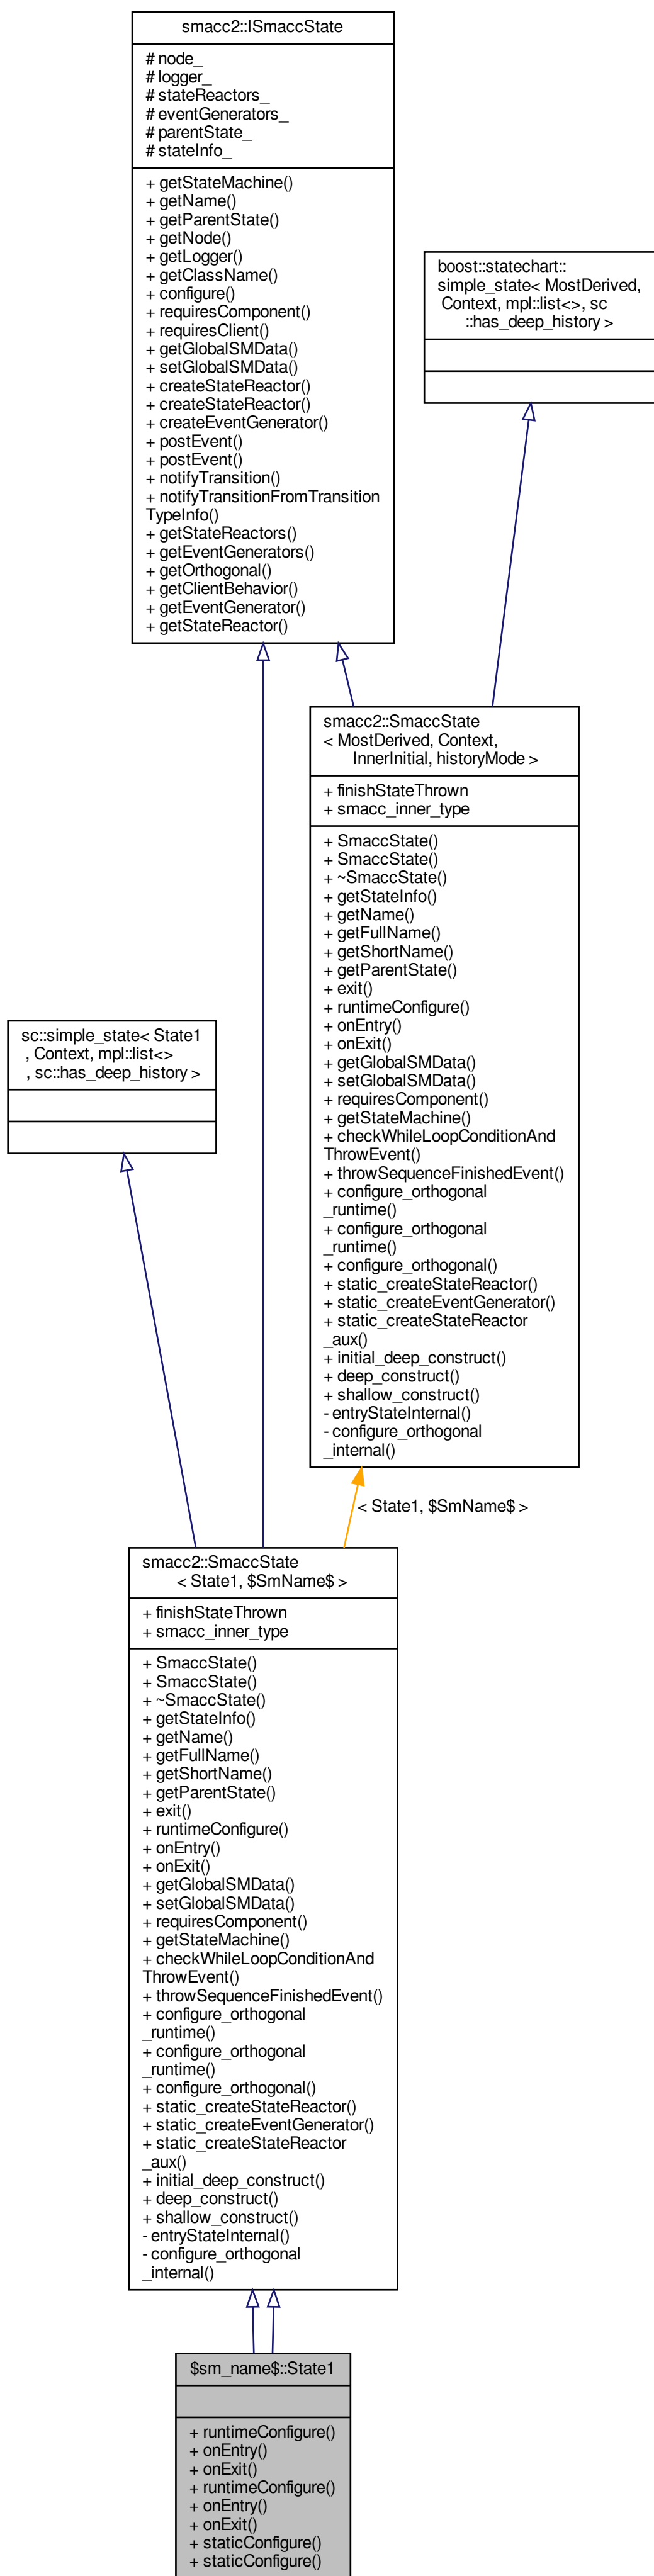 smacc2::ISmaccState
# node_
# logger_
# stateReactors_
# eventGenerators_
# parentState_
# stateInfo_
+ getStateMachine()
+ getName()
+ getParentState()
+ getNode()
+ getLogger()
+ getClassName()
+ configure()
+ requiresComponent()
+ requiresClient()
+ getGlobalSMData()
+ setGlobalSMData()
+ createStateReactor()
+ createStateReactor()
+ createEventGenerator()
+ postEvent()
+ postEvent()
+ notifyTransition()
+ notifyTransitionFromTransition
TypeInfo()
+ getStateReactors()
+ getEventGenerators()
+ getOrthogonal()
+ getClientBehavior()
+ getEventGenerator()
+ getStateReactor()
boost::statechart::
simple_state< MostDerived,
Context, mpl::list<>, sc
::has_deep_history >
smacc2::SmaccState
< MostDerived, Context,
InnerInitial, historyMode >
+ finishStateThrown
+ smacc_inner_type
+ SmaccState()
+ SmaccState()
+ ~SmaccState()
+ getStateInfo()
+ getName()
+ getFullName()
+ getShortName()
+ getParentState()
+ exit()
+ runtimeConfigure()
+ onEntry()
+ onExit()
+ getGlobalSMData()
+ setGlobalSMData()
+ requiresComponent()
+ getStateMachine()
+ checkWhileLoopConditionAnd
ThrowEvent()
+ throwSequenceFinishedEvent()
+ configure_orthogonal
_runtime()
+ configure_orthogonal
_runtime()
+ configure_orthogonal()
+ static_createStateReactor()
+ static_createEventGenerator()
+ static_createStateReactor
_aux()
+ initial_deep_construct()
+ deep_construct()
+ shallow_construct()
- entryStateInternal()
- configure_orthogonal
_internal()
sc::simple_state< State1
, Context, mpl::list<>
, sc::has_deep_history >
< State1, $SmName$ >
smacc2::SmaccState
< State1, $SmName$ >
+ finishStateThrown
+ smacc_inner_type
+ SmaccState()
+ SmaccState()
+ ~SmaccState()
+ getStateInfo()
+ getName()
+ getFullName()
+ getShortName()
+ getParentState()
+ exit()
+ runtimeConfigure()
+ onEntry()
+ onExit()
+ getGlobalSMData()
+ setGlobalSMData()
+ requiresComponent()
+ getStateMachine()
+ checkWhileLoopConditionAnd
ThrowEvent()
+ throwSequenceFinishedEvent()
+ configure_orthogonal
_runtime()
+ configure_orthogonal
_runtime()
+ configure_orthogonal()
+ static_createStateReactor()
+ static_createEventGenerator()
+ static_createStateReactor
_aux()
+ initial_deep_construct()
+ deep_construct()
+ shallow_construct()
- entryStateInternal()
- configure_orthogonal
_internal()
$sm_name$::State1
+ runtimeConfigure()
+ onEntry()
+ onExit()
+ runtimeConfigure()
+ onEntry()
+ onExit()
+ staticConfigure()
+ staticConfigure()